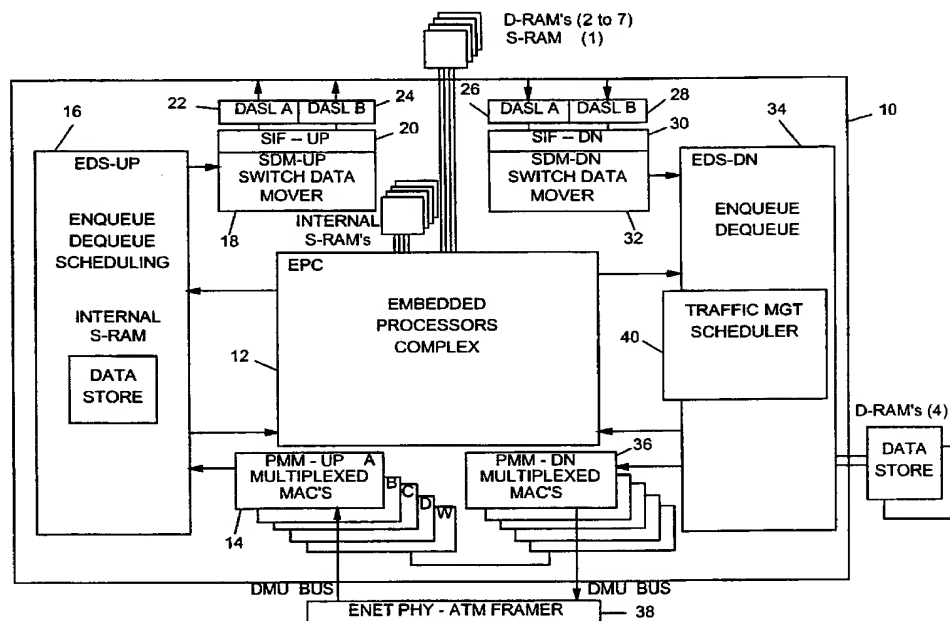 D-RAM's (2 to 7)
S-RAM (1)
16
22
DASL A
DASL B
24
26
DASL A
DASL B
28
34
10
20
SIF - UP
SDM-UP
SWITCH DATA
MOVER
18
30
SIF - DN
SDM-DN
SWITCH DATA
MOVER
32
EDS-UP
ENQUEUE
DEQUEUE
SCHEDULING
INTERNAL
S-RAM
DATA
STORE
INTERNAL
S-RAM's
EPC
EMBEDDED
PROCESSORS
COMPLEX
12
EDS-DN
ENQUEUE
DEQUEUE
TRAFFIC MGT
SCHEDULER
40
D-RAM's (4)
DATA
STORE
PMM - UP A
MULTIPLEXED
MAC'S
B
C
D
W
14
36
PMM - DN
MULTIPLEXED
MAC'S
DMU BUS
DMU BUS
ENET PHY - ATM FRAMER
38